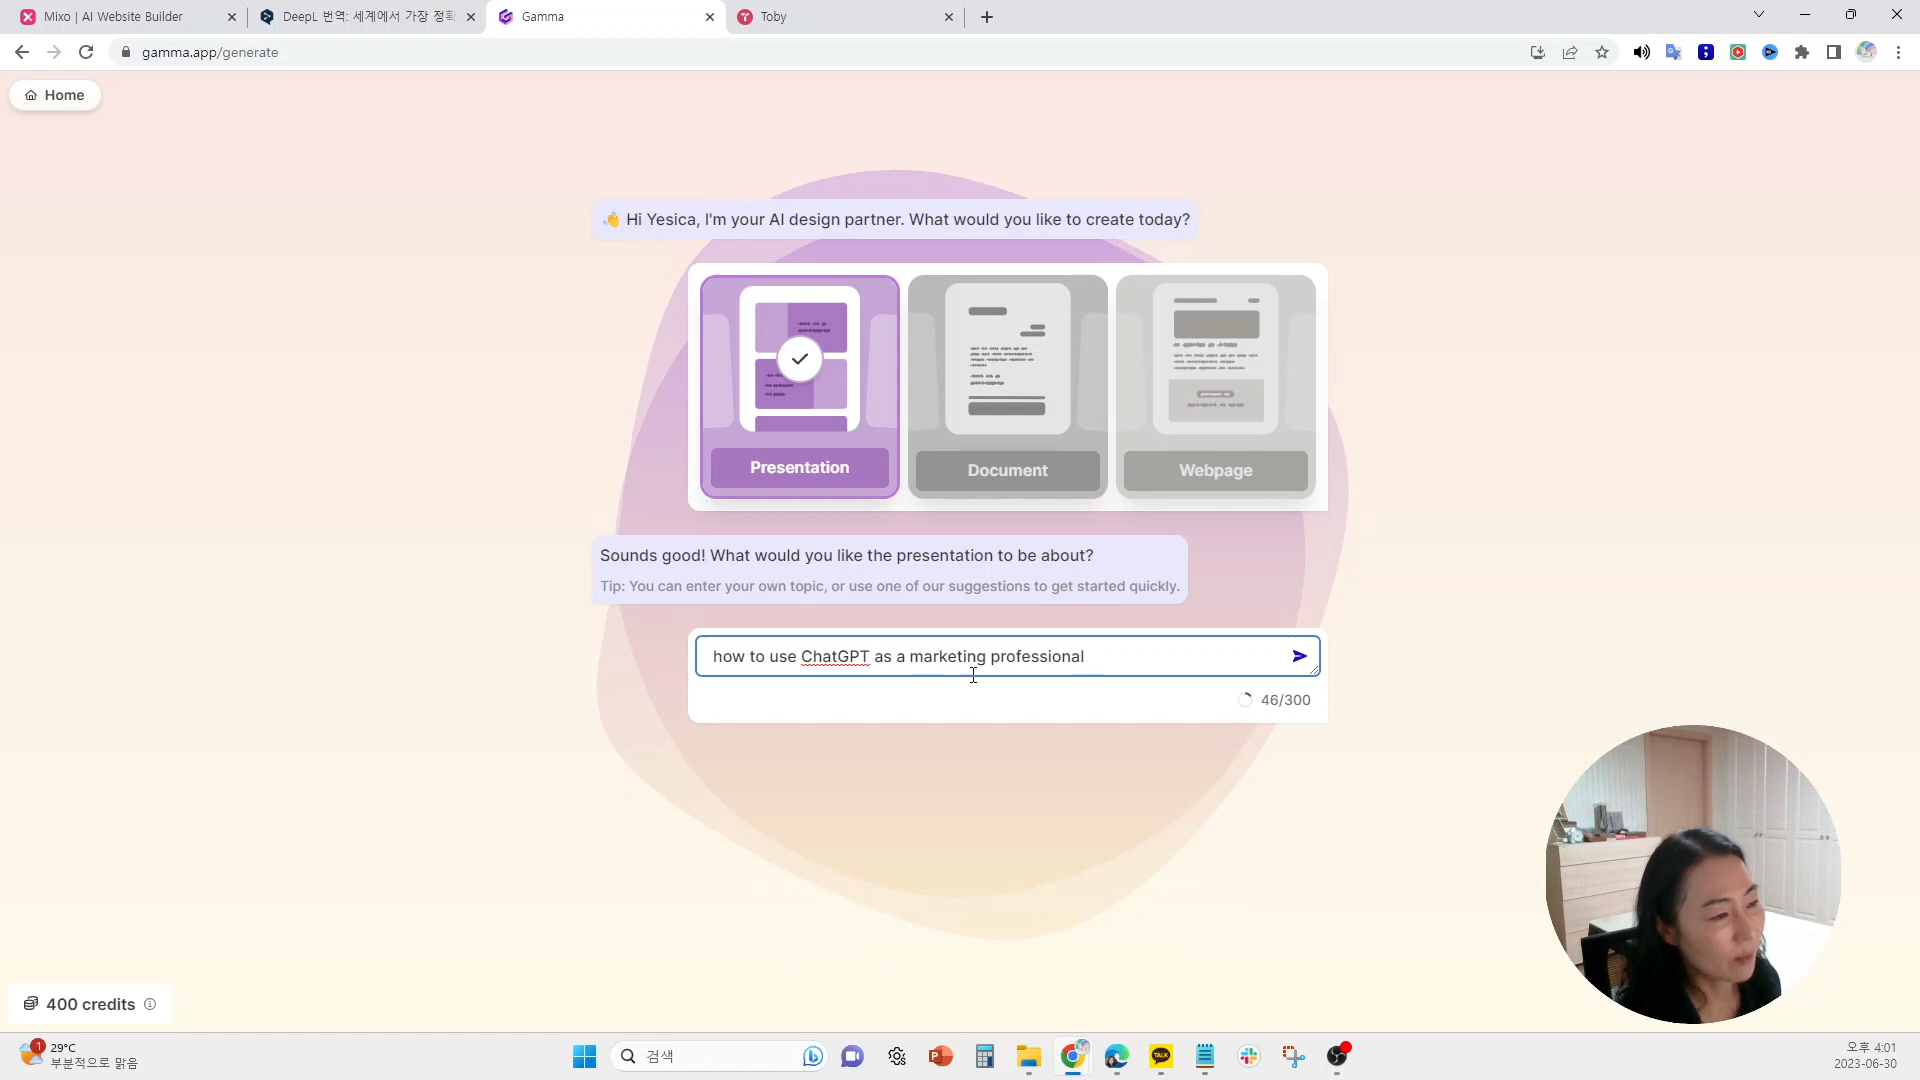 Mixo | AI Website Builder
DeepL 번역: 세계에서 가장 정확
Gamma
Toby
gamma.app/generate
Home
👋 Hi Yesica, I'm your AI design partner. What would you like to create today?
Presentation
Document
Webpage
Sounds good! What would you like the presentation to be about?
Tip: You can enter your own topic, or use one of our suggestions to get started quickly.
how to use ChatGPT as a marketing professional
46/300
400 credits
1
29°C
부분적으로 맑음
검색
TALK
오후 4:01
2023-06-30